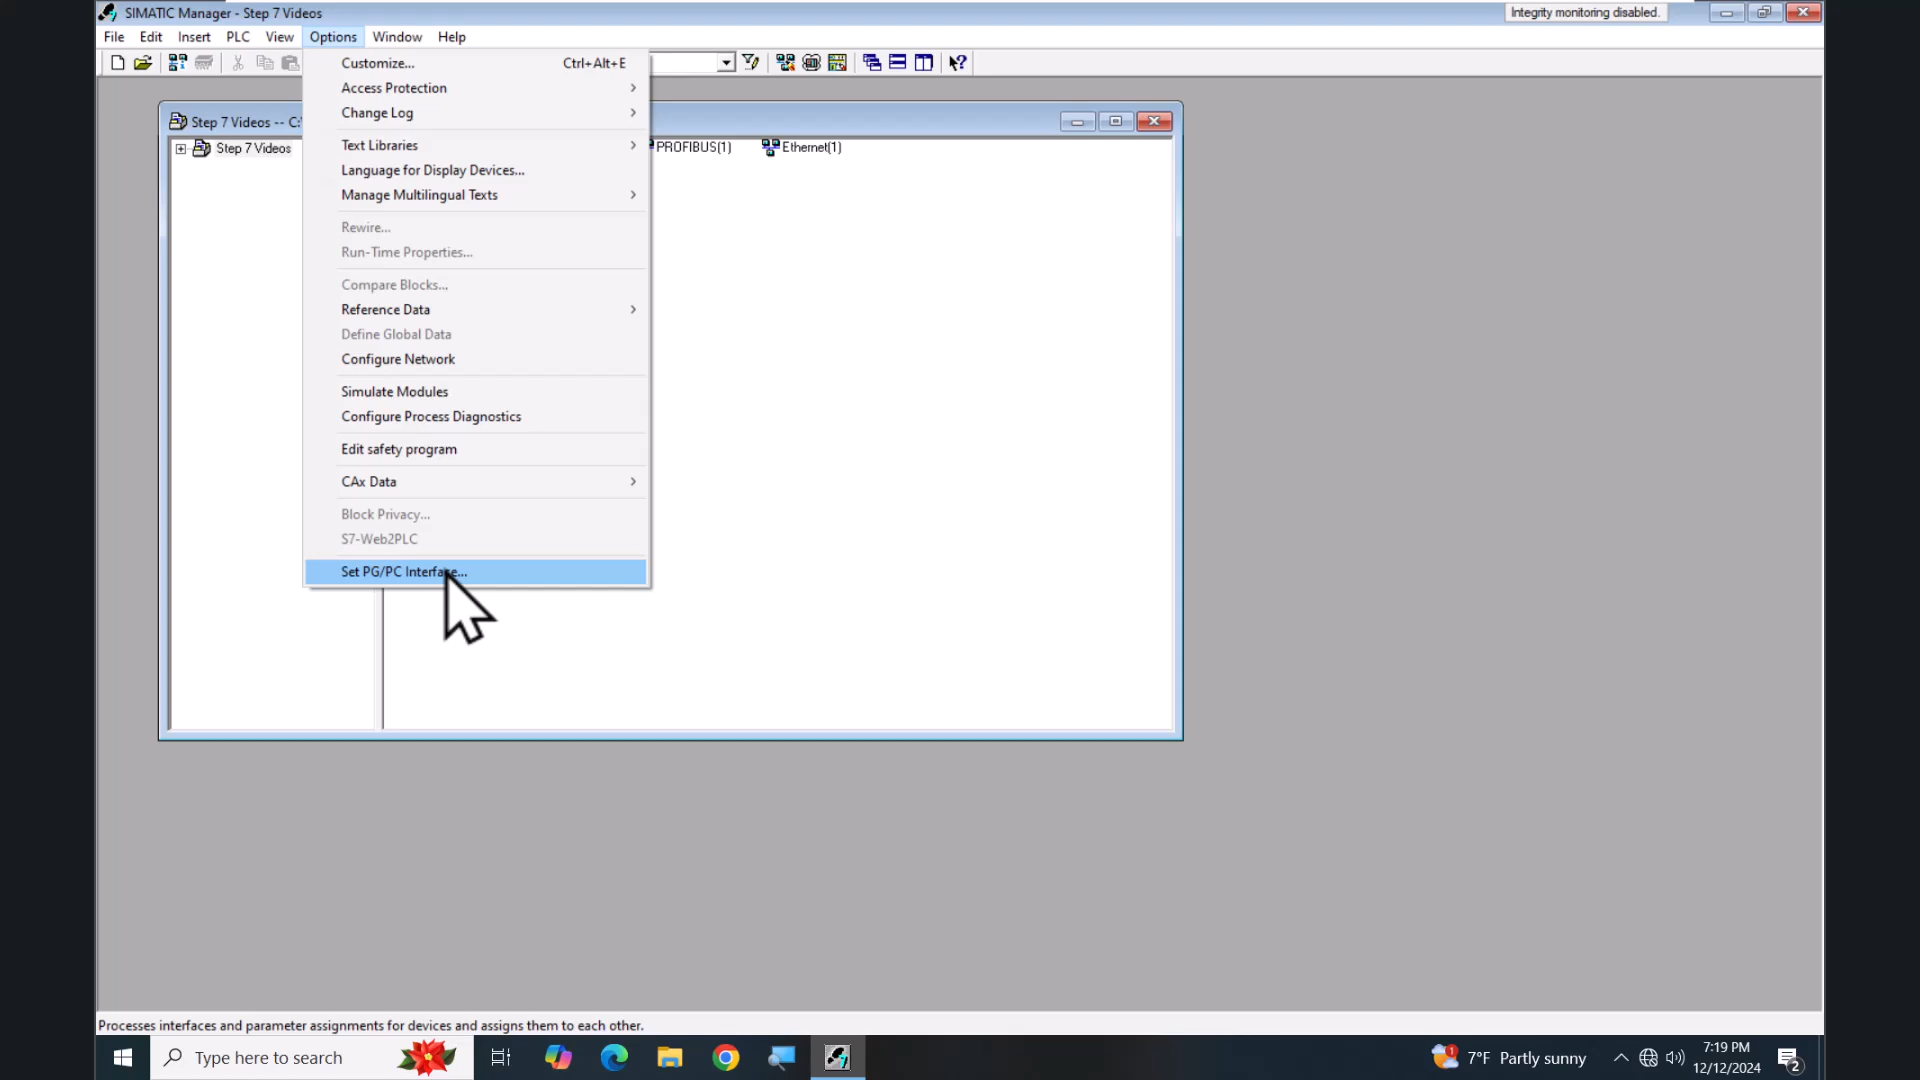 SIMATIC Manager - Step 7 Videos
Integrity monitoring disabled.
File Edit Insert PLC View Options Window Help
Customize... Ctrl+Alt+E
Access Protection
Change Log
Text Libraries
Language for Display Devices...
Manage Multilingual Texts
Rewire...
Run-Time Properties...
Compare Blocks...
Reference Data
Define Global Data
Configure Network
Simulate Modules
Configure Process Diagnostics
Edit safety program
CAx Data
Block Privacy...
S7-Web2PLC
Set PG/PC Interface...
Step 7 Videos -- C:
Step 7 Videos
PROFIBUS(1) Ethernet(1)
Processes interfaces and parameter assignments for devices and assigns them to each other.
Type here to search
7°F Partly sunny
7:19 PM
12/12/2024
1
2